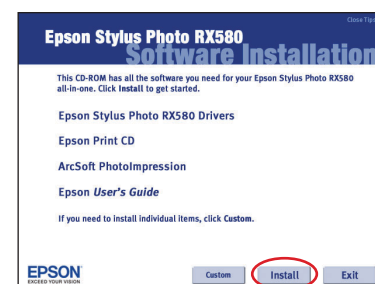 Close Tips
Epson Stylus Photo RX580
Software Installation
This CD-ROM has all the software you need for your Epson Stylus Photo RX580
all-in-one. Click Install to get started.
Epson Stylus Photo RX580 Drivers
Epson Print CD
ArcSoft PhotoImpression
Epson User's Guide
If you need to install individual items, click Custom.
EPSON
EXCEED YOUR VISION
Custom
Install
Exit